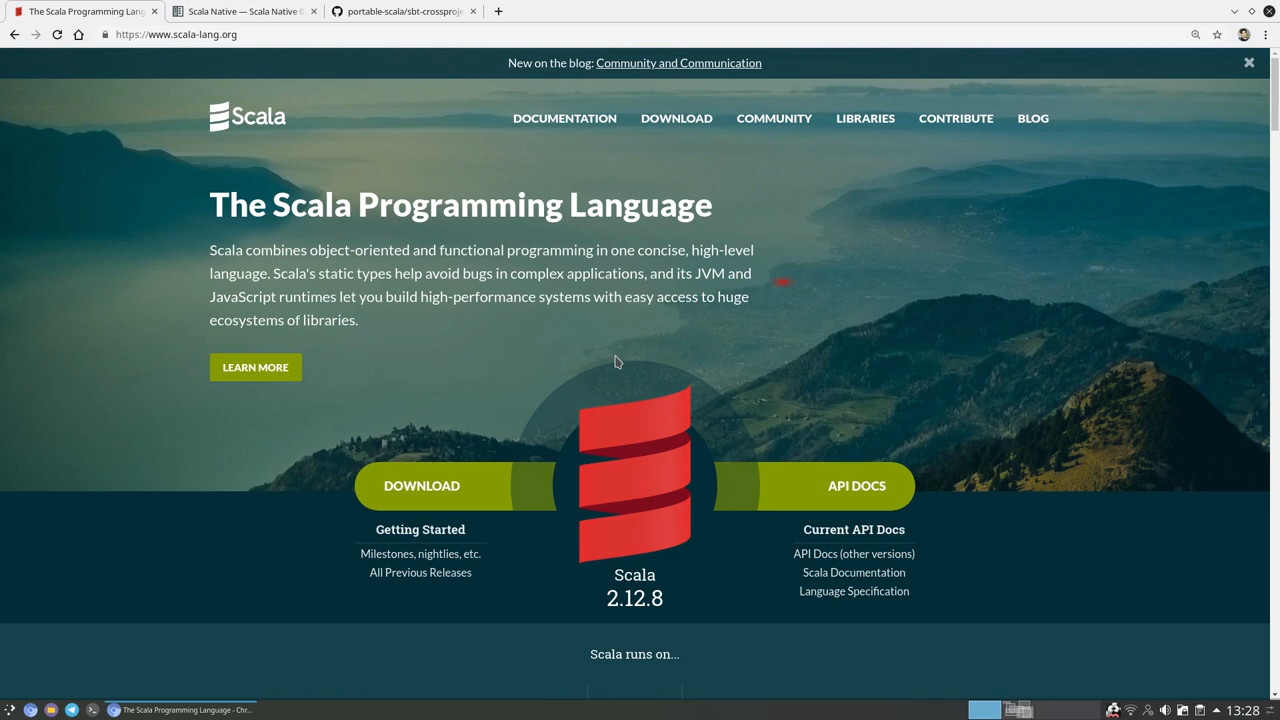 The Scala Programming Lang
Scala Native — Scala Native 0
portable-scala/sbt-crossproje
https://www.scala-lang.org
New on the blog: Community and Communication
Scala
DOCUMENTATION
DOWNLOAD
COMMUNITY
LIBRARIES
CONTRIBUTE
BLOG
The Scala Programming Language
Scala combines object-oriented and functional programming in one concise, high-level
language. Scala's static types help avoid bugs in complex applications, and its JVM and
JavaScript runtimes let you build high-performance systems with easy access to huge
ecosystems of libraries.
LEARN MORE
DOWNLOAD
API DOCS
Getting Started
Milestones, nightlies, etc.
All Previous Releases
Current API Docs
API Docs (other versions)
Scala Documentation
Language Specification
Scala
2.12.8
Scala runs on...
The Scala Programming Language - Chr...
13:28